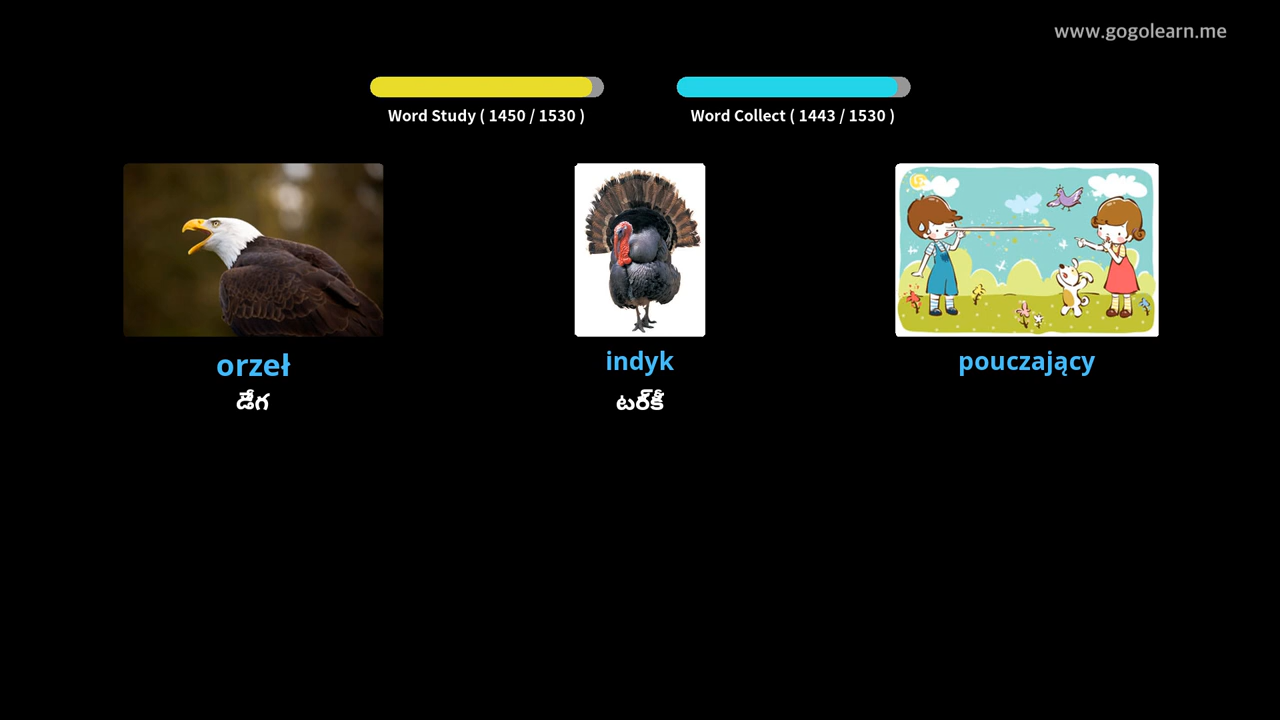 www.gogolearn.me
Word Study ( 1450 / 1530 )
Word Collect ( 1443 / 1530 )
orzeł
indyk
pouczający
డేగ
టర్కీ